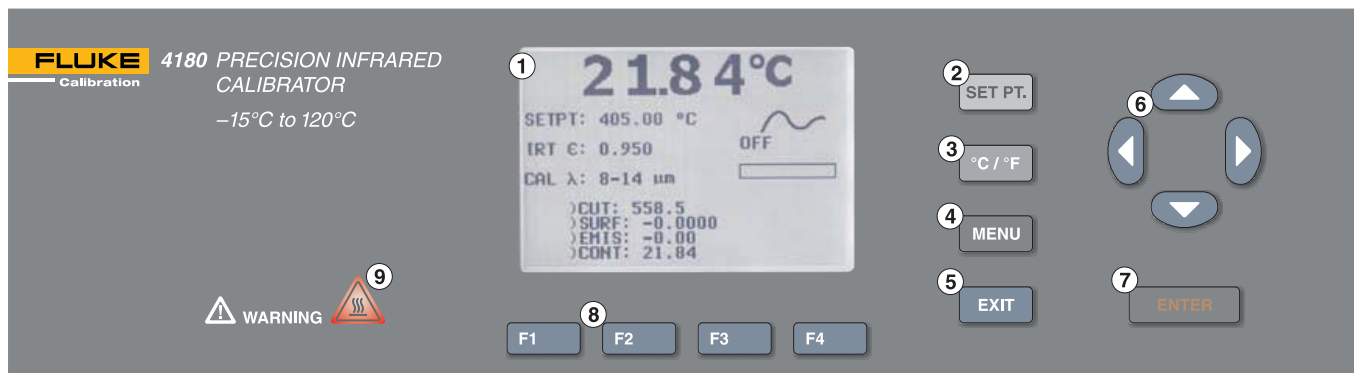 FLUKE
Calibration
4180 PRECISION INFRARED
CALIBRATOR
–15°C to 120°C
1
21.84°C
SETPT: 405.00 °C
IRT Є: 0.950
CAL λ: 8-14 µm
OFF
)CUT: 558.5
)SURF: -0.0000
)EMIS: -0.00
)CONT: 21.84
2
SET PT.
3
°C / °F
4
MENU
5
EXIT
6
7
ENTER
8
F1
F2
F3
F4
WARNING
9